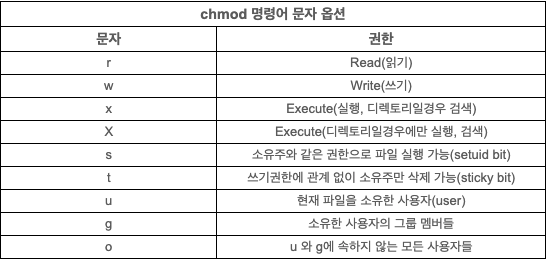 chmod 명령어 문자 옵션
문자 권한
r Read(읽기)
w Write(쓰기)
x Execute(실행, 디렉토리일경우 검색)
X Execute(디렉토리일경우에만 실행, 검색)
s 소유주와 같은 권한으로 파일 실행 가능(setuid bit)
t 쓰기권한에 관계 없이 소유주만 삭제 가능(sticky bit)
u 현재 파일을 소유한 사용자(user)
g 소유한 사용자의 그룹 멤버들
o u 와 g에 속하지 않는 모든 사용자들